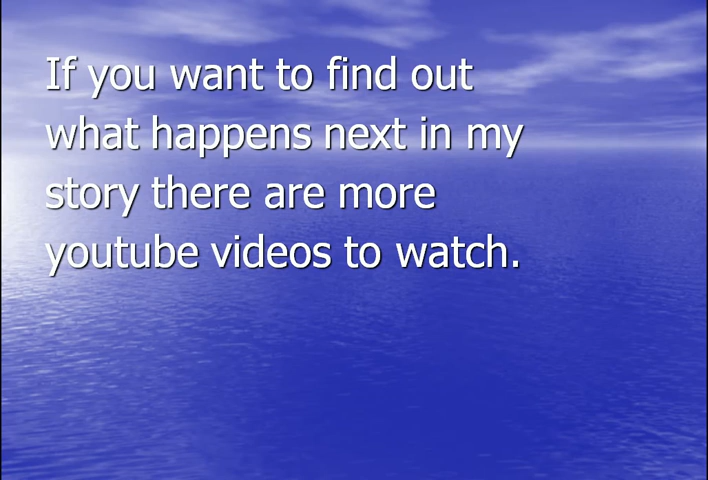 If you want to find out
what happens next in my
story there are more
youtube videos to watch.